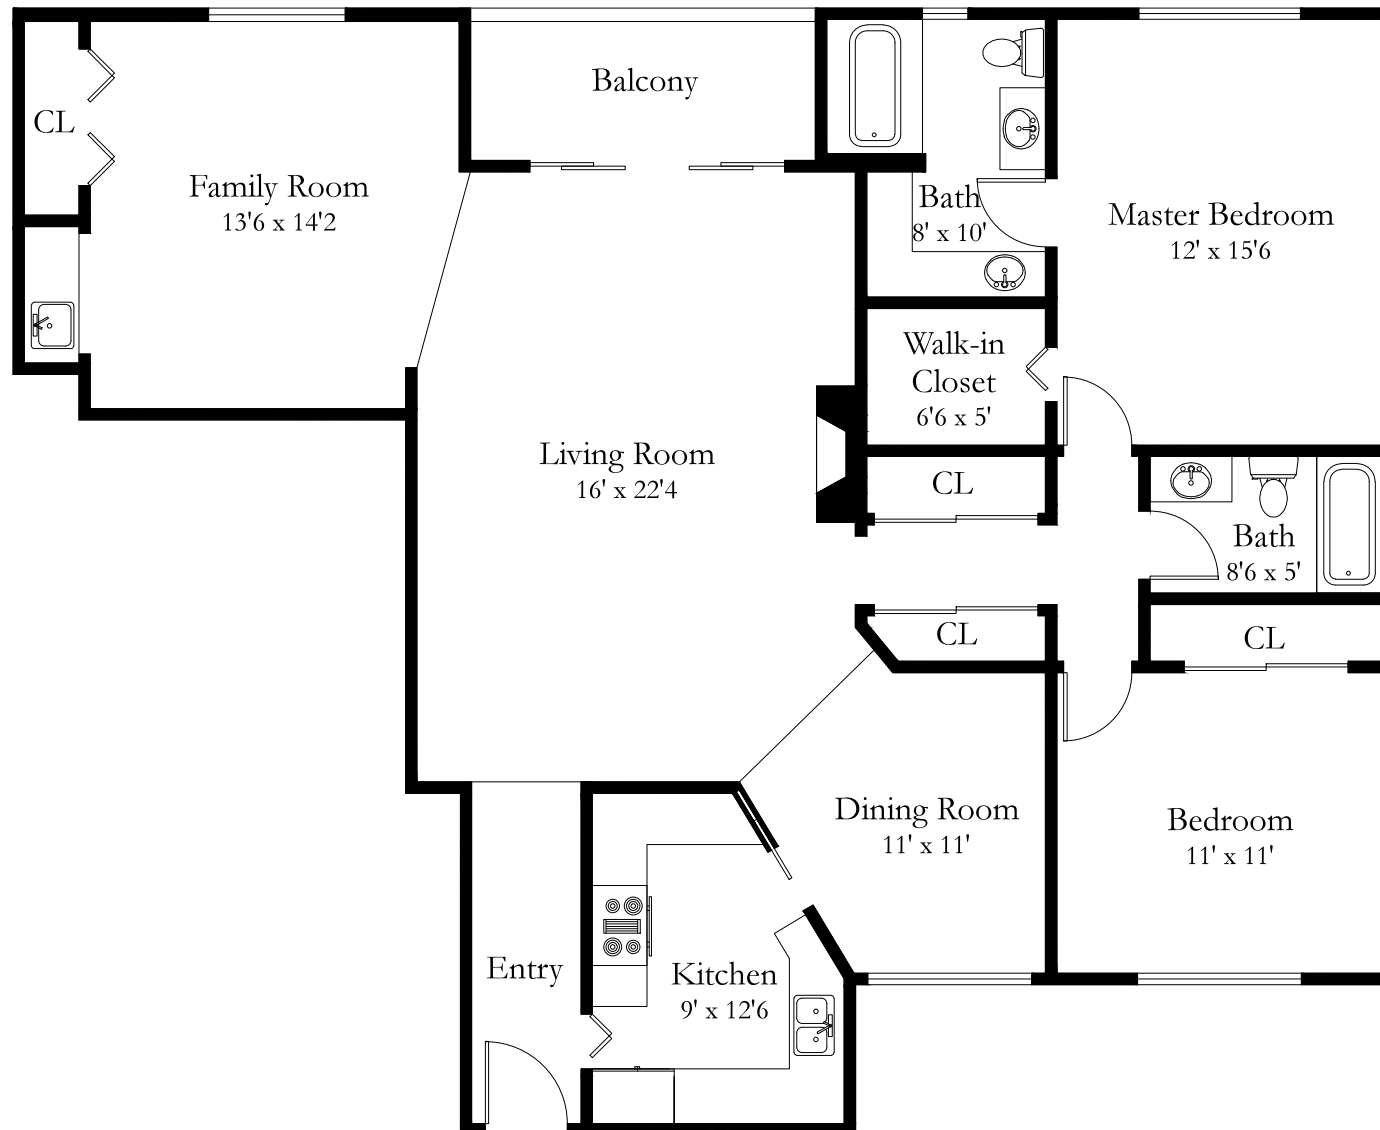 Balcony
CL
Family Room
13'6 x 14'2
Bath
8' x 10'
Master Bedroom
12' x 15'6
Walk-in
Closet
6'6 x 5'
Living Room
16' x 22'4
CL
Bath
8'6 x 5'
CL
CL
Dining Room
11' x 11'
Bedroom
11' x 11'
Entry
Kitchen
9' x 12'6